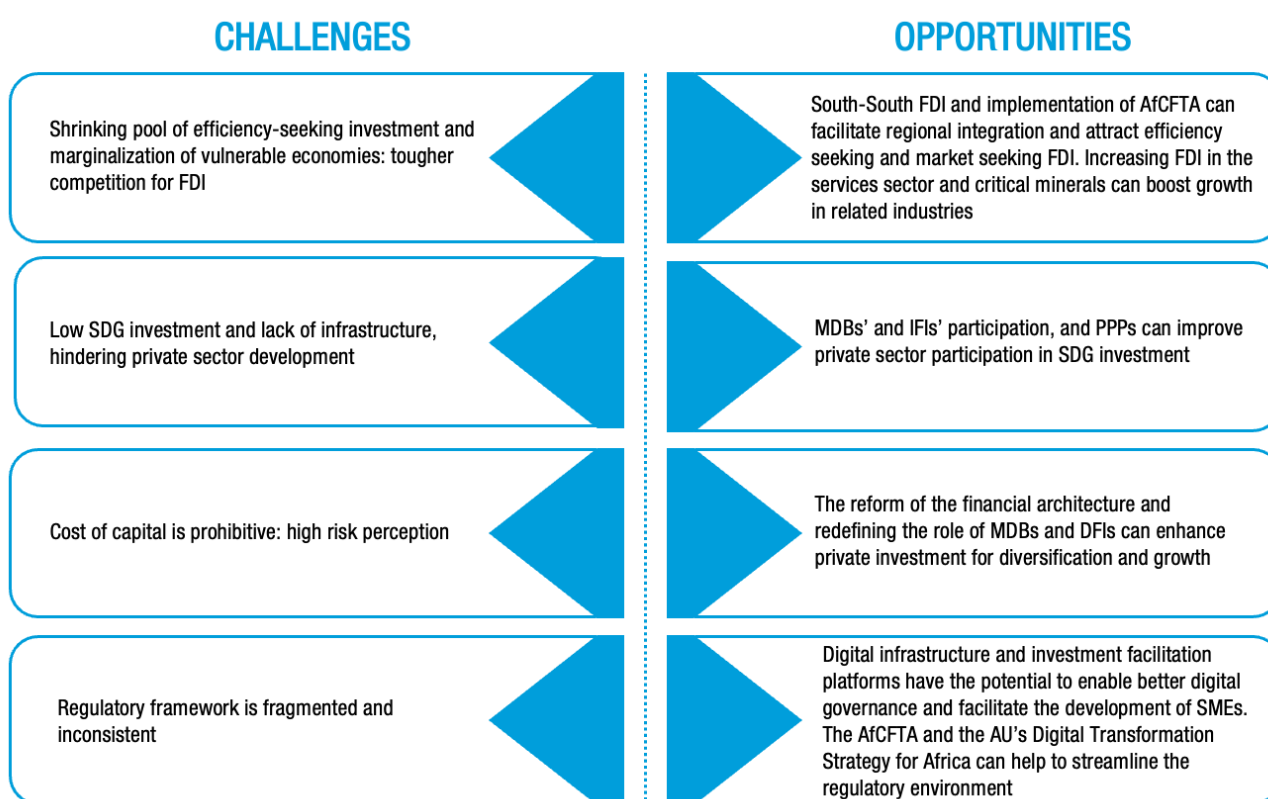 CHALLENGES
OPPORTUNITIES
Shrinking pool of efficiency-seeking investment and
marginalization of vulnerable economies: tougher
competition for FDI
South-South FDI and implementation of AfCFTA can
facilitate regional integration and attract efficiency
seeking and market seeking FDI. Increasing FDI in the
services sector and critical minerals can boost growth
in related industries
Low SDG investment and lack of infrastructure,
hindering private sector development
MDBs’ and IFIs’ participation, and PPPs can improve
private sector participation in SDG investment
Cost of capital is prohibitive: high risk perception
The reform of the financial architecture and
redefining the role of MDBs and DFIs can enhance
private investment for diversification and growth
Regulatory framework is fragmented and
inconsistent
Digital infrastructure and investment facilitation
platforms have the potential to enable better digital
governance and facilitate the development of SMEs.
The AfCFTA and the AU’s Digital Transformation
Strategy for Africa can help to streamline the
regulatory environment